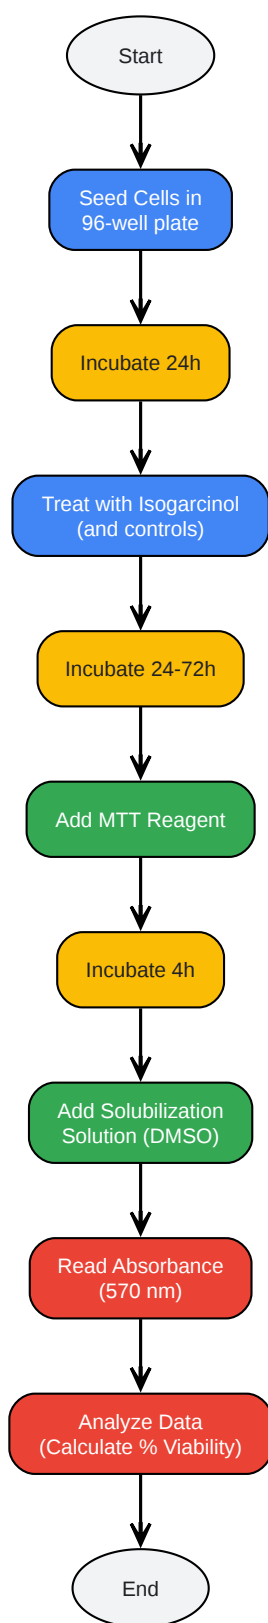 Start
Seed Cells in
96-well plate
Incubate 24h
Treat with Isogarcinol
(and controls)
Incubate 24-72h
Add MTT Reagent
Incubate 4h
Add Solubilization
Solution (DMSO)
Read Absorbance
(570 nm)
Analyze Data
(Calculate % Viability)
End